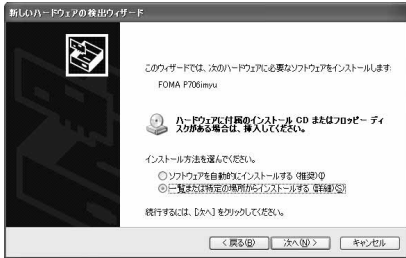 新しいハードウェアの検出ウィザード
このウィザードでは、次のハードウェアに必要なソフトウェアをインストールします:
FOMA P706imyu
ハードウェアに付属のインストール CD またはフロッピー ディ
スクがある場合は、挿入してください。
インストール方法を選んでください。
ソフトウェアを自動的にインストールする (推奨)(I)
一覧または特定の場所からインストールする (詳細)(S)
続行するには、[次へ] をクリックしてください。
< 戻る(B) 次へ(N) > キャンセル